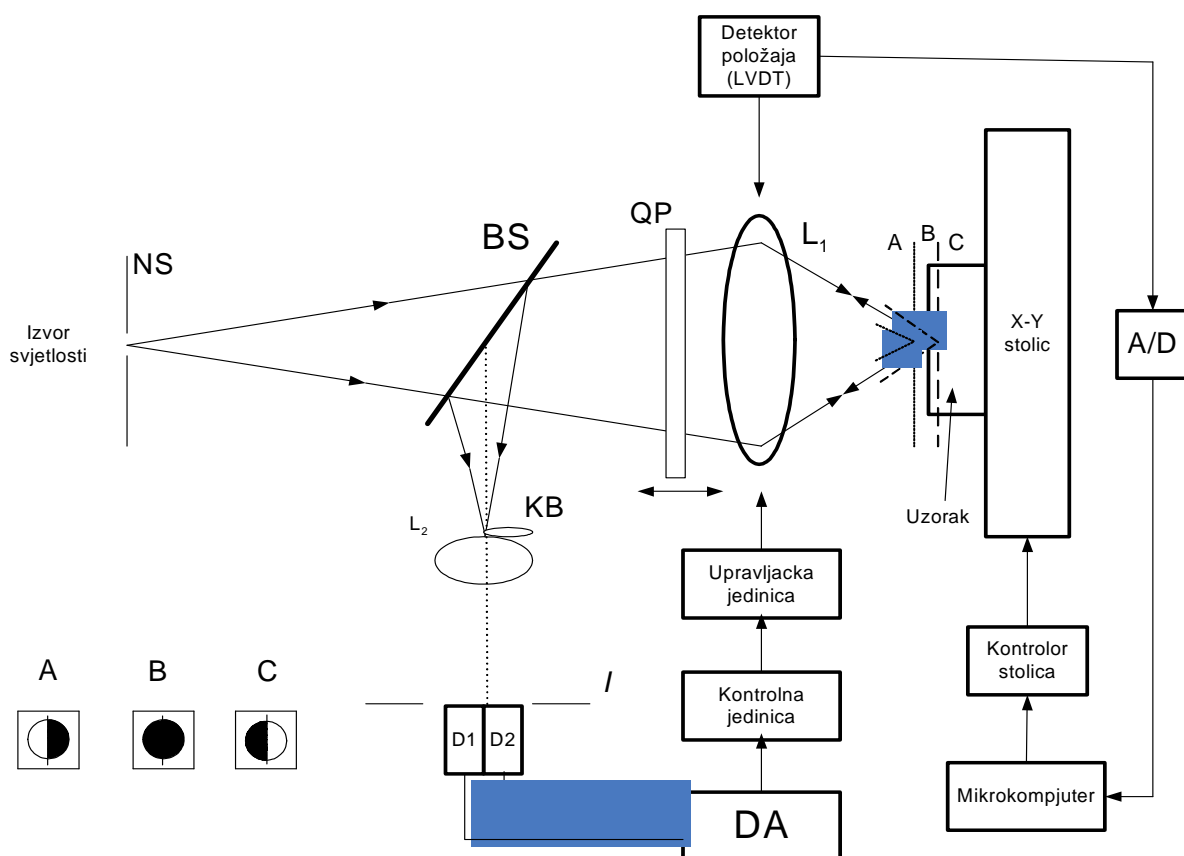 Detektor
položaja
(LVDT)
NS
BS
QP
L1
A
B
C
Izvor
svjetlosti
X-Y
stolic
A/D
L2
KB
Uzorak
Upravljacka
jedinica
A
B
C
I
Kontrolna
jedinica
Kontrolor
stolica
D1
D2
Mikrokompjuter
DA